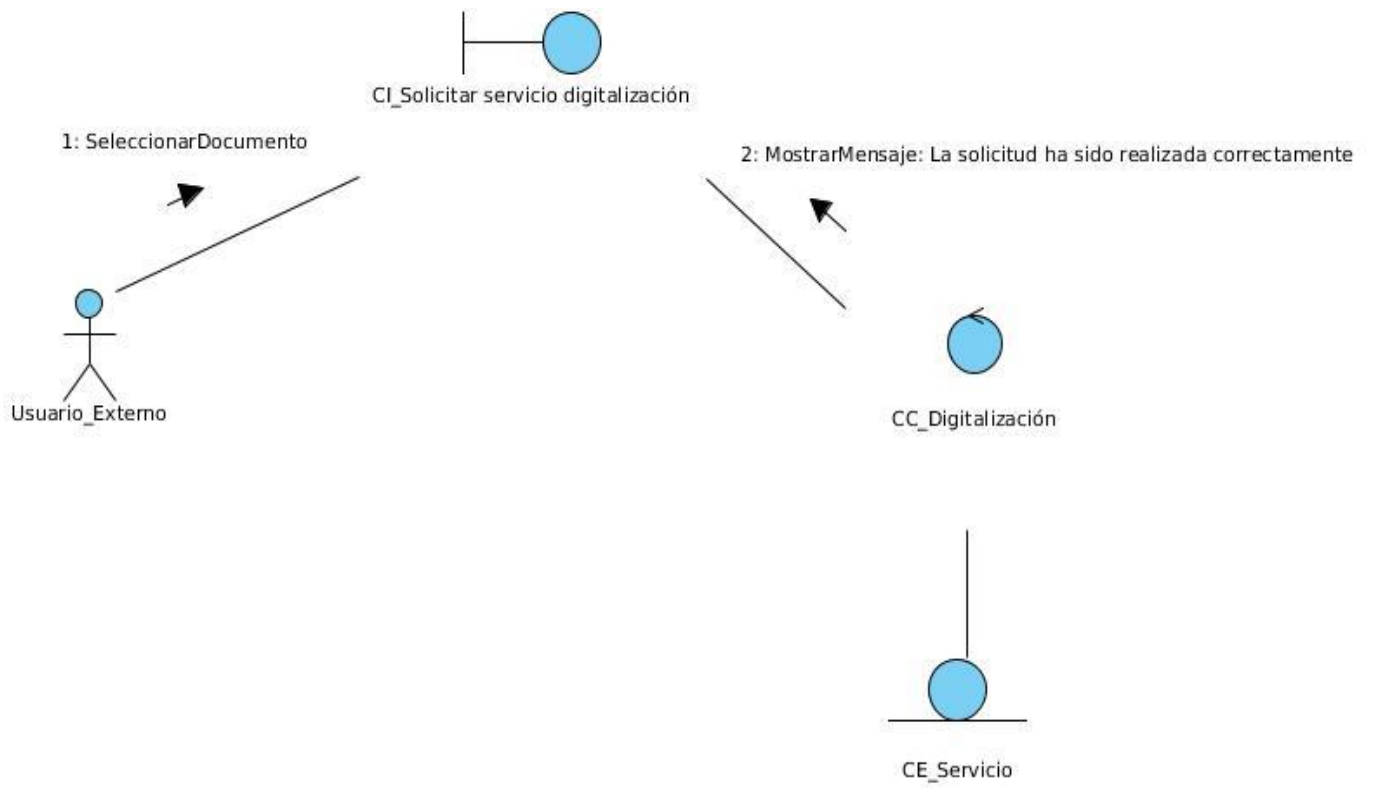 CI_Solicitar servicio digitalización
1: SeleccionarDocumento
2: MostrarMensaje: La solicitud ha sido realizada correctamente
Usuario_Externo
CC_Digitalización
CE_Servicio